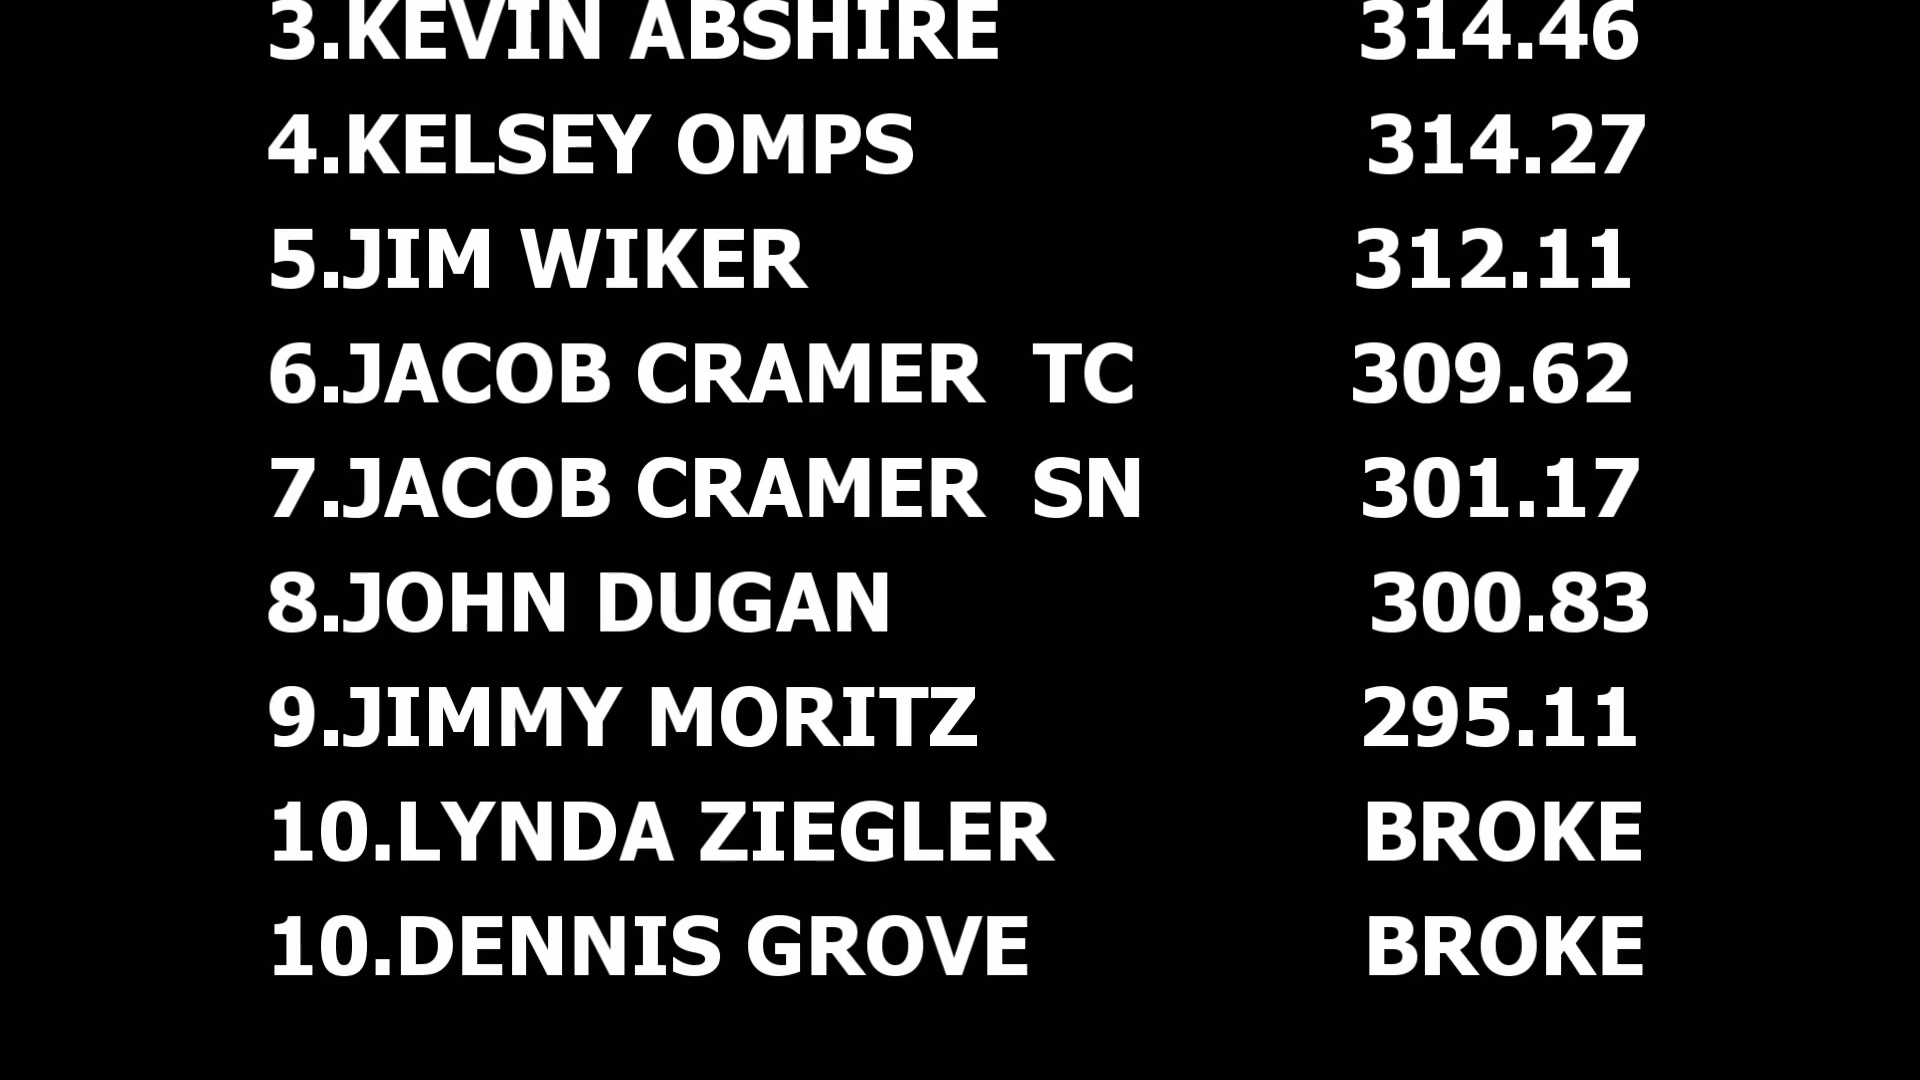 3.KEVIN ABSHIRE 314.46
4.KELSEY OMPS 314.27
5.JIM WIKER 312.11
6.JACOB CRAMER  TC 309.62
7.JACOB CRAMER  SN 301.17
8.JOHN DUGAN 300.83
9.JIMMY MORITZ 295.11
10.LYNDA ZIEGLER BROKE
10.DENNIS GROVE BROKE